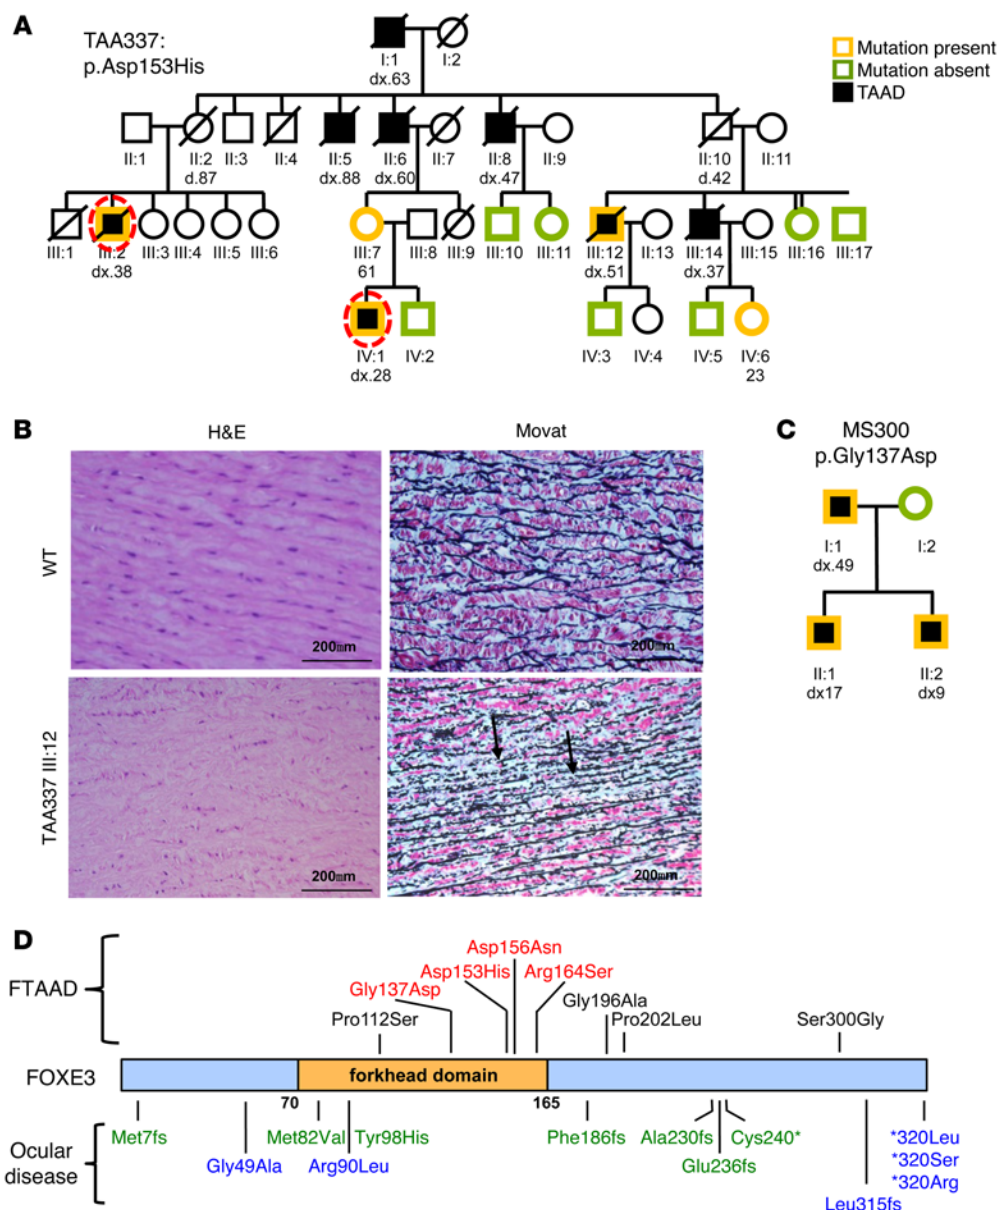 A
TAA337:
p.Asp153His
Mutation present
Mutation absent
TAAD
I:1 I:2
dx.63
II:1 II:2 II:3 II:4 II:5 II:6 II:7 II:8 II:9 II:10 II:11
d.87 dx.88 dx.60 dx.47 d.42
III:1 III:2 III:3 III:4 III:5 III:6 III:7 III:8 III:9 III:10 III:11 III:12 II:13 III:14 III:15 III:16 III:17
dx.38 61 dx.51 dx.37
IV:1 IV:2 IV:3 IV:4 IV:5 IV:6
dx.28 23
B
H&E Movat
WT
200mm 200mm
TAA337 III:12
200mm 200mm
C
MS300
p.Gly137Asp
I:1 I:2
dx.49
II:1 II:2
dx17 dx9
D
FTAAD
Asp156Asn
Asp153His Arg164Ser
Gly137Asp Gly196Ala
Pro112Ser Pro202Leu Ser300Gly
FOXE3 forkhead domain
70 165
Ocular
disease
Met7fs Met82Val Tyr98His Phe186fs Ala230fs Cys240* *320Leu
Gly49Ala Arg90Leu Glu236fs *320Ser
*320Arg
Leu315fs